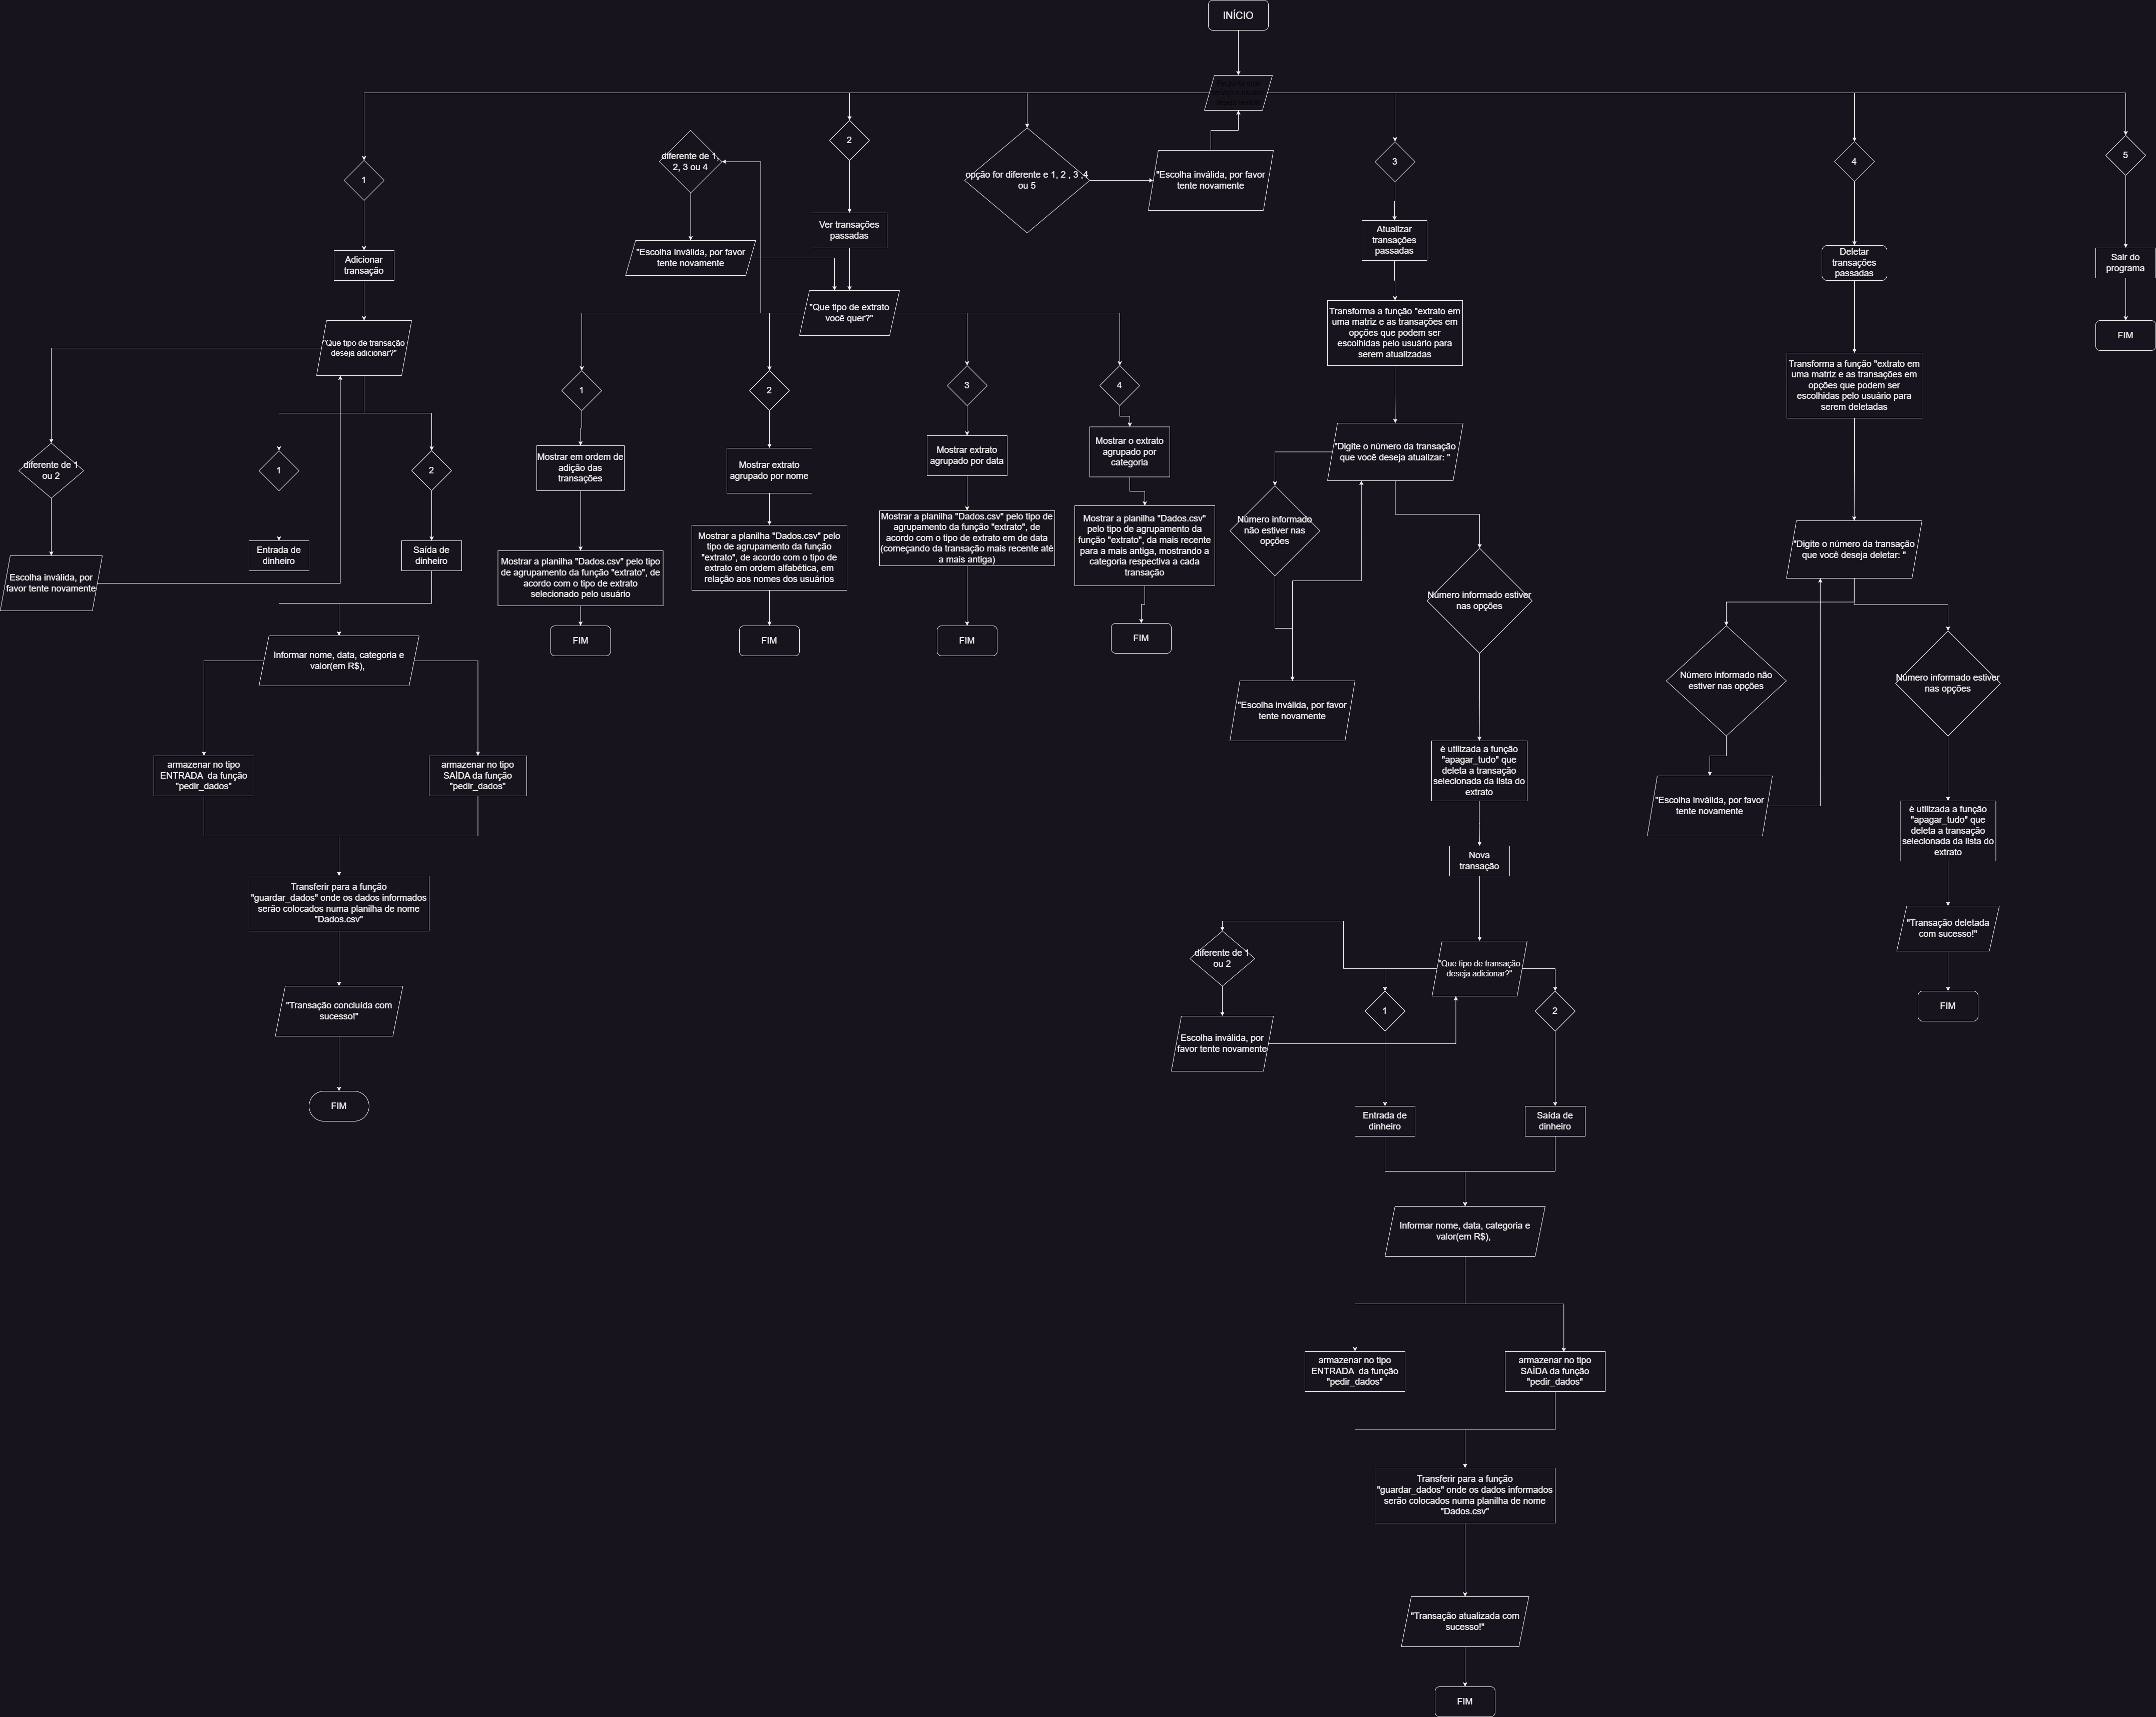 INÍCIO
1
Adicionar
transação
"Que tipo de transação
deseja adicionar?"
diferente de 1
ou 2
Escolha inválida, por
favor tente novamente
1
2
Entrada de
dinheiro
Saída de
dinheiro
Informar nome, data, categoria e
valor(em R$),
armazenar no tipo
ENTRADA da função
"pedir_dados"
armazenar no tipo
SAÍDA da função
"pedir_dados"
Transferir para a função
"guardar_dados" onde os dados informados
serão colocados numa planilha de nome
"Dados.csv"
"Transação concluída com
sucesso!"
FIM
2
Ver transações
passadas
diferente de 1,
2, 3 ou 4
"Escolha inválida, por favor
tente novamente
"Que tipo de extrato
você quer?"
1
Mostrar em ordem de
adição das
transações
Mostrar a planilha "Dados.csv" pelo tipo
de agrupamento da função "extrato", de
acordo com o tipo de extrato
selecionado pelo usuário
FIM
2
Mostrar extrato
agrupado por nome
Mostrar a planilha "Dados.csv" pelo
tipo de agrupamento da função
"extrato", de acordo com o tipo de
extrato em ordem alfabética, em
relação aos nomes dos usuários
FIM
3
Mostrar extrato
agrupado por data
Mostrar a planilha "Dados.csv" pelo tipo de
agrupamento da função "extrato", de
acordo com o tipo de extrato em de data
(começando da transação mais recente até
a mais antiga)
FIM
4
Mostrar o extrato
agrupado por
categoria
Mostrar a planilha "Dados.csv"
pelo tipo de agrupamento da
função "extrato", da mais recente
para a mais antiga, mostrando a
categoria respectiva a cada
transação
FIM
opção for diferente e 1, 2 , 3 ,4
ou 5
"Escolha inválida, por favor
tente novamente
3
Atualizar
transações
passadas
Transforma a função "extrato em
uma matriz e as transações em
opções que podem ser
escolhidas pelo usuário para
serem atualizadas
"Digite o número da transação
que você deseja atualizar: "
Número informado
não estiver nas
opções
"Escolha inválida, por favor
tente novamente
Número informado estiver
nas opções
é utilizada a função
"apagar_tudo" que
deleta a transação
selecionada da lista do
extrato
Nova
transação
"Que tipo de transação
deseja adicionar?"
diferente de 1
ou 2
Escolha inválida, por
favor tente novamente
1
2
Entrada de
dinheiro
Saída de
dinheiro
Informar nome, data, categoria e
valor(em R$),
armazenar no tipo
ENTRADA da função
"pedir_dados"
armazenar no tipo
SAÍDA da função
"pedir_dados"
Transferir para a função
"guardar_dados" onde os dados informados
serão colocados numa planilha de nome
"Dados.csv"
"Transação atualizada com
sucesso!"
FIM
4
Deletar
transações
passadas
Transforma a função "extrato em
uma matriz e as transações em
opções que podem ser
escolhidas pelo usuário para
serem deletadas
"Digite o número da transação
que você deseja deletar: "
Número informado não
estiver nas opções
"Escolha inválida, por favor
tente novamente
Número informado estiver
nas opções
é utilizada a função
"apagar_tudo" que
deleta a transação
selecionada da lista do
extrato
"Transação deletada
com sucesso!"
FIM
5
Sair do
programa
FIM